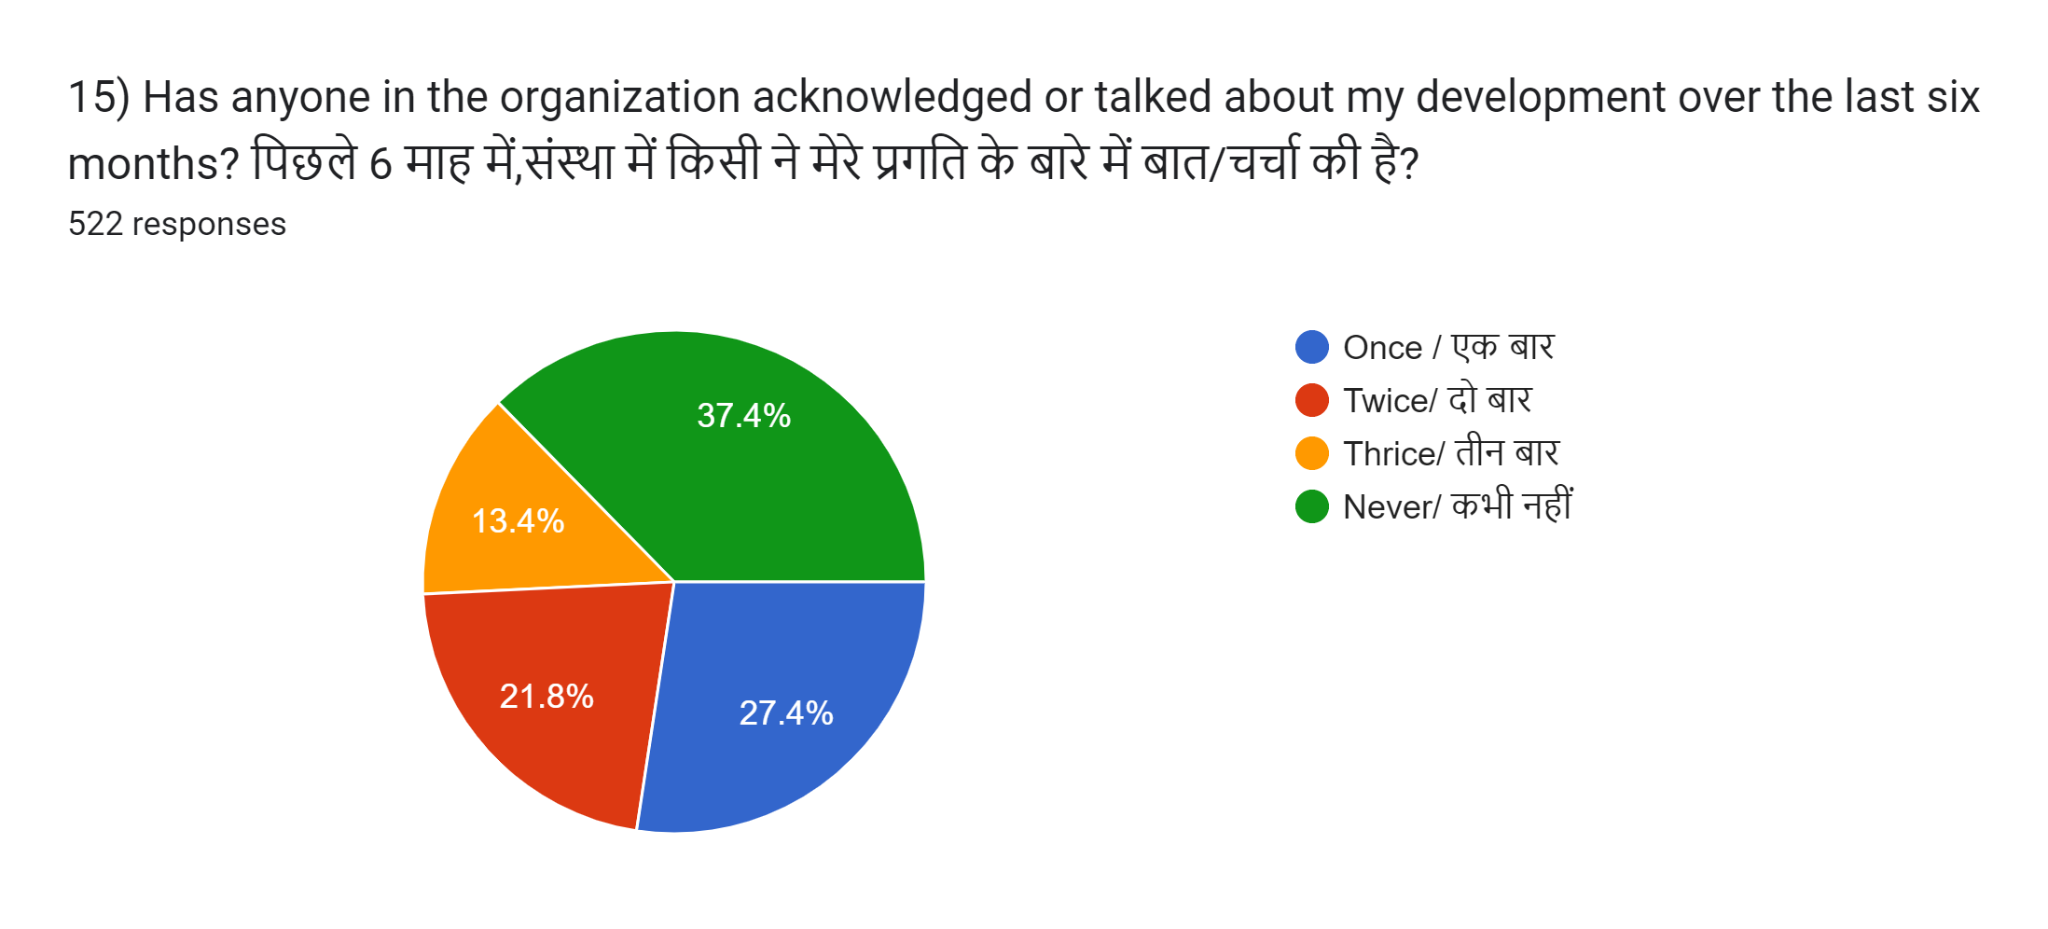 15) Has anyone in the organization acknowledged or talked about my development over the last six
months? पिछले 6 माह में,संस्था में किसी ने मेरे प्रगति के बारे में बात/चर्चा की है?
522 responses
37.4%
13.4%
21.8%
27.4%
Once / एक बार
Twice/ दो बार
Thrice/ तीन बार
Never/ कभी नहीं